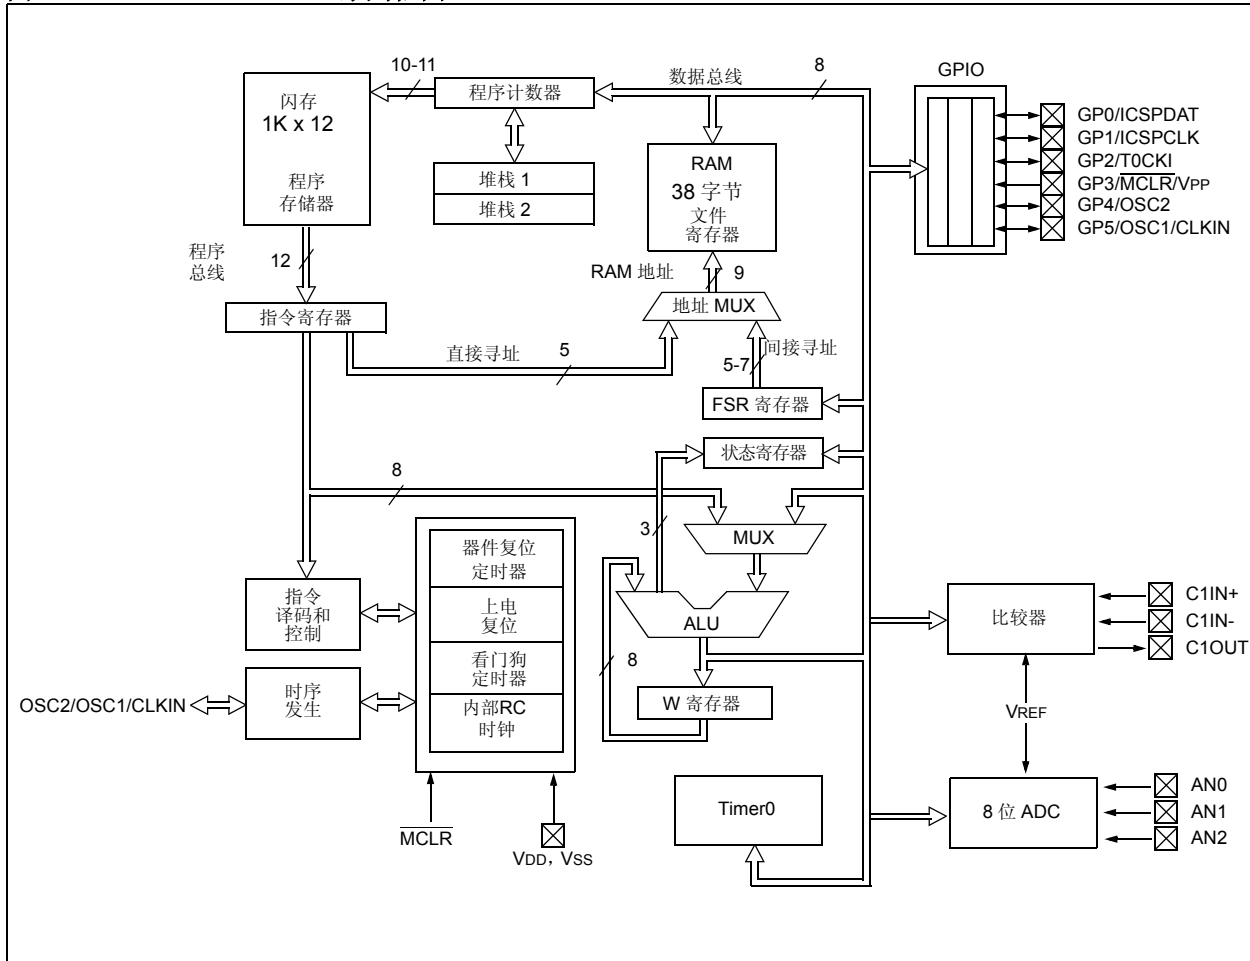 10-11
程序计数器
数据总线
8
GPIO
闪存
1K x 12
程序
存储器
堆栈 1
堆栈 2
RAM
38 字节
文件
寄存器
GP0/ICSPDAT
GP1/ICSPCLK
GP2/T0CKI
GP3/MCLR/VPP
GP4/OSC2
GP5/OSC1/CLKIN
程序
总线
12
RAM 地址
9
指令寄存器
地址 MUX
直接寻址
5
5-7
间接寻址
FSR 寄存器
状态寄存器
8
3
MUX
器件复位
定时器
上电
复位
看门狗
定时器
内部RC
时钟
指令
译码和
控制
ALU
8
W 寄存器
OSC2/OSC1/CLKIN
时序
发生
MCLR
VDD，VSS
Timer0
比较器
C1IN+
C1IN-
C1OUT
VREF
8 位 ADC
AN0
AN1
AN2